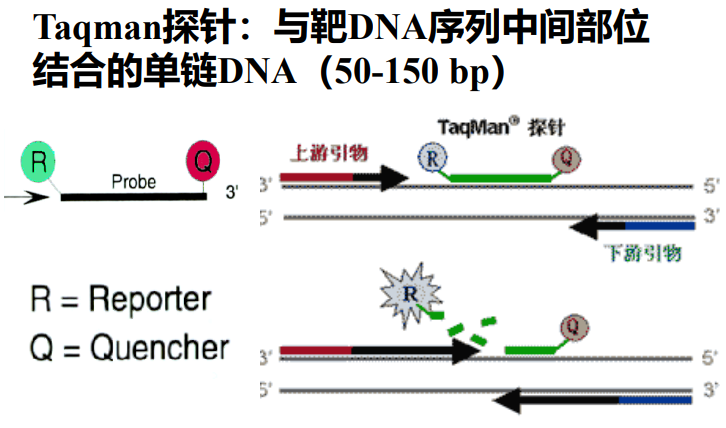 Taqman探针：与靶DNA序列中间部位
结合的单链DNA（50-150 bp）
R
Q
Probe
3'
R = Reporter
Q = Quencher
TaqMan® 探针
上游引物
R
Q
3'
5'
5'
3'
下游引物
R
Q
3'
5'
5'
3'